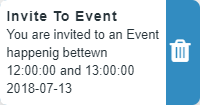 Invite To Event
You are invited to an Event
happenig bettewn
12:00:00 and 13:00:00
2018-07-13